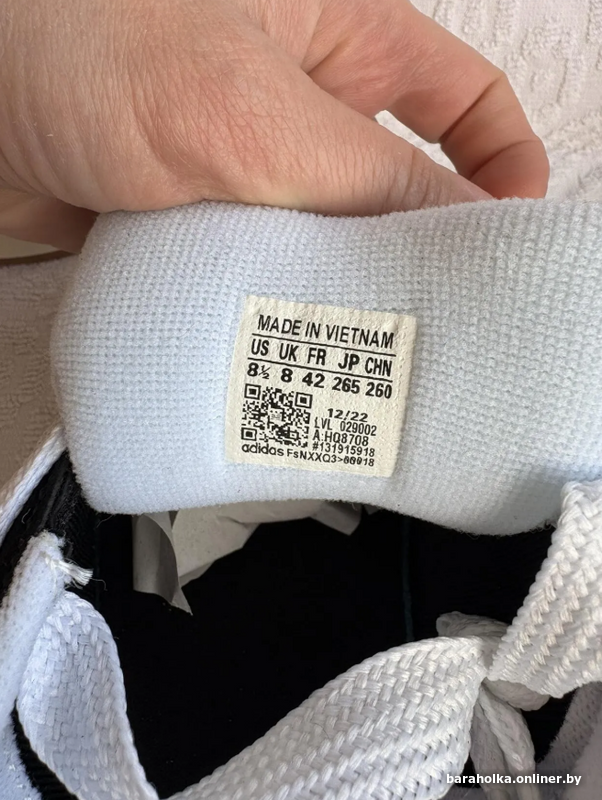 MADE IN VIETNAM
US UK FR JP CHN
8½ 8 42 265 260
12/22
LVL 029002
A:HQ8708
#131915918
adidas FsNXXQ3>80918
baraholka.onliner.by